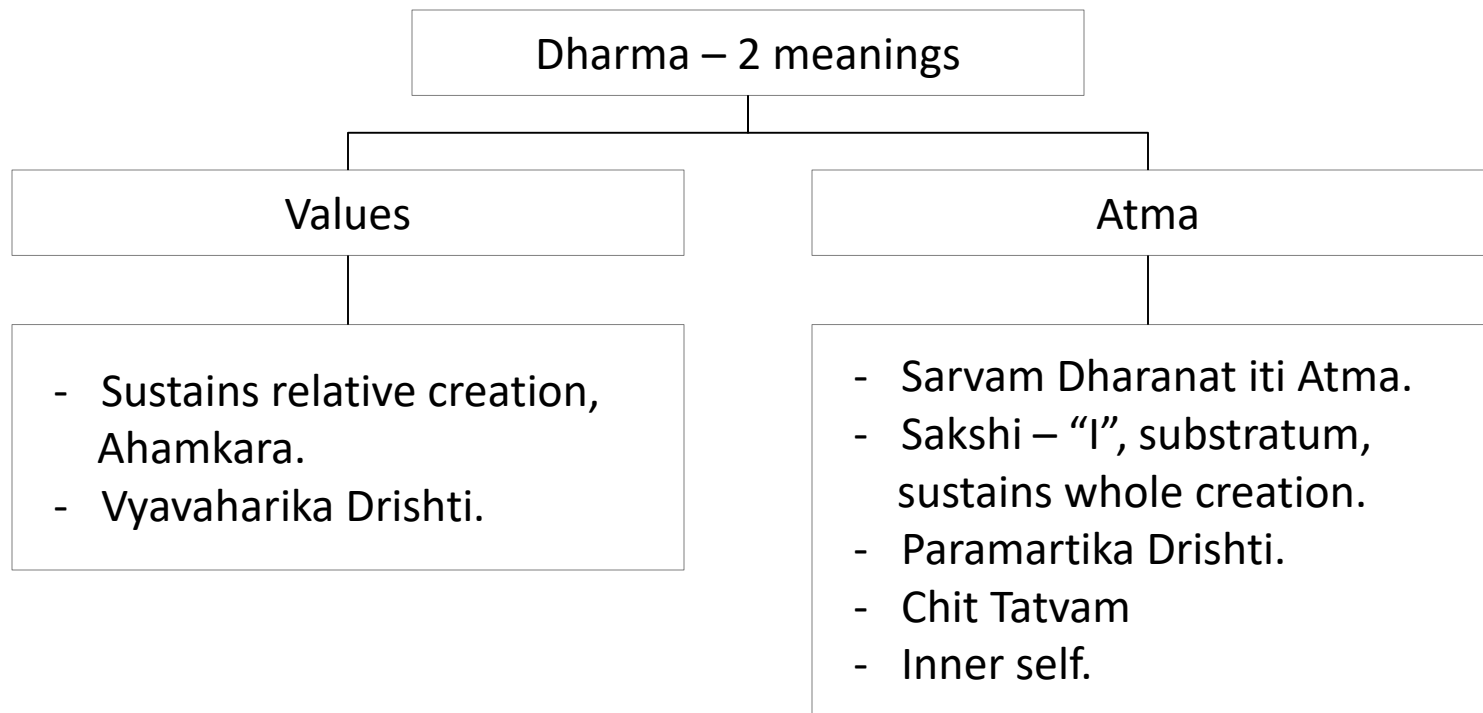 Dharma – 2 meanings
Values
Atma
- Sustains relative creation,
Ahamkara.
- Vyavaharika Drishti.
- Sarvam Dharanat iti Atma.
- Sakshi – “I”, substratum,
sustains whole creation.
- Paramartika Drishti.
- Chit Tatvam
- Inner self.